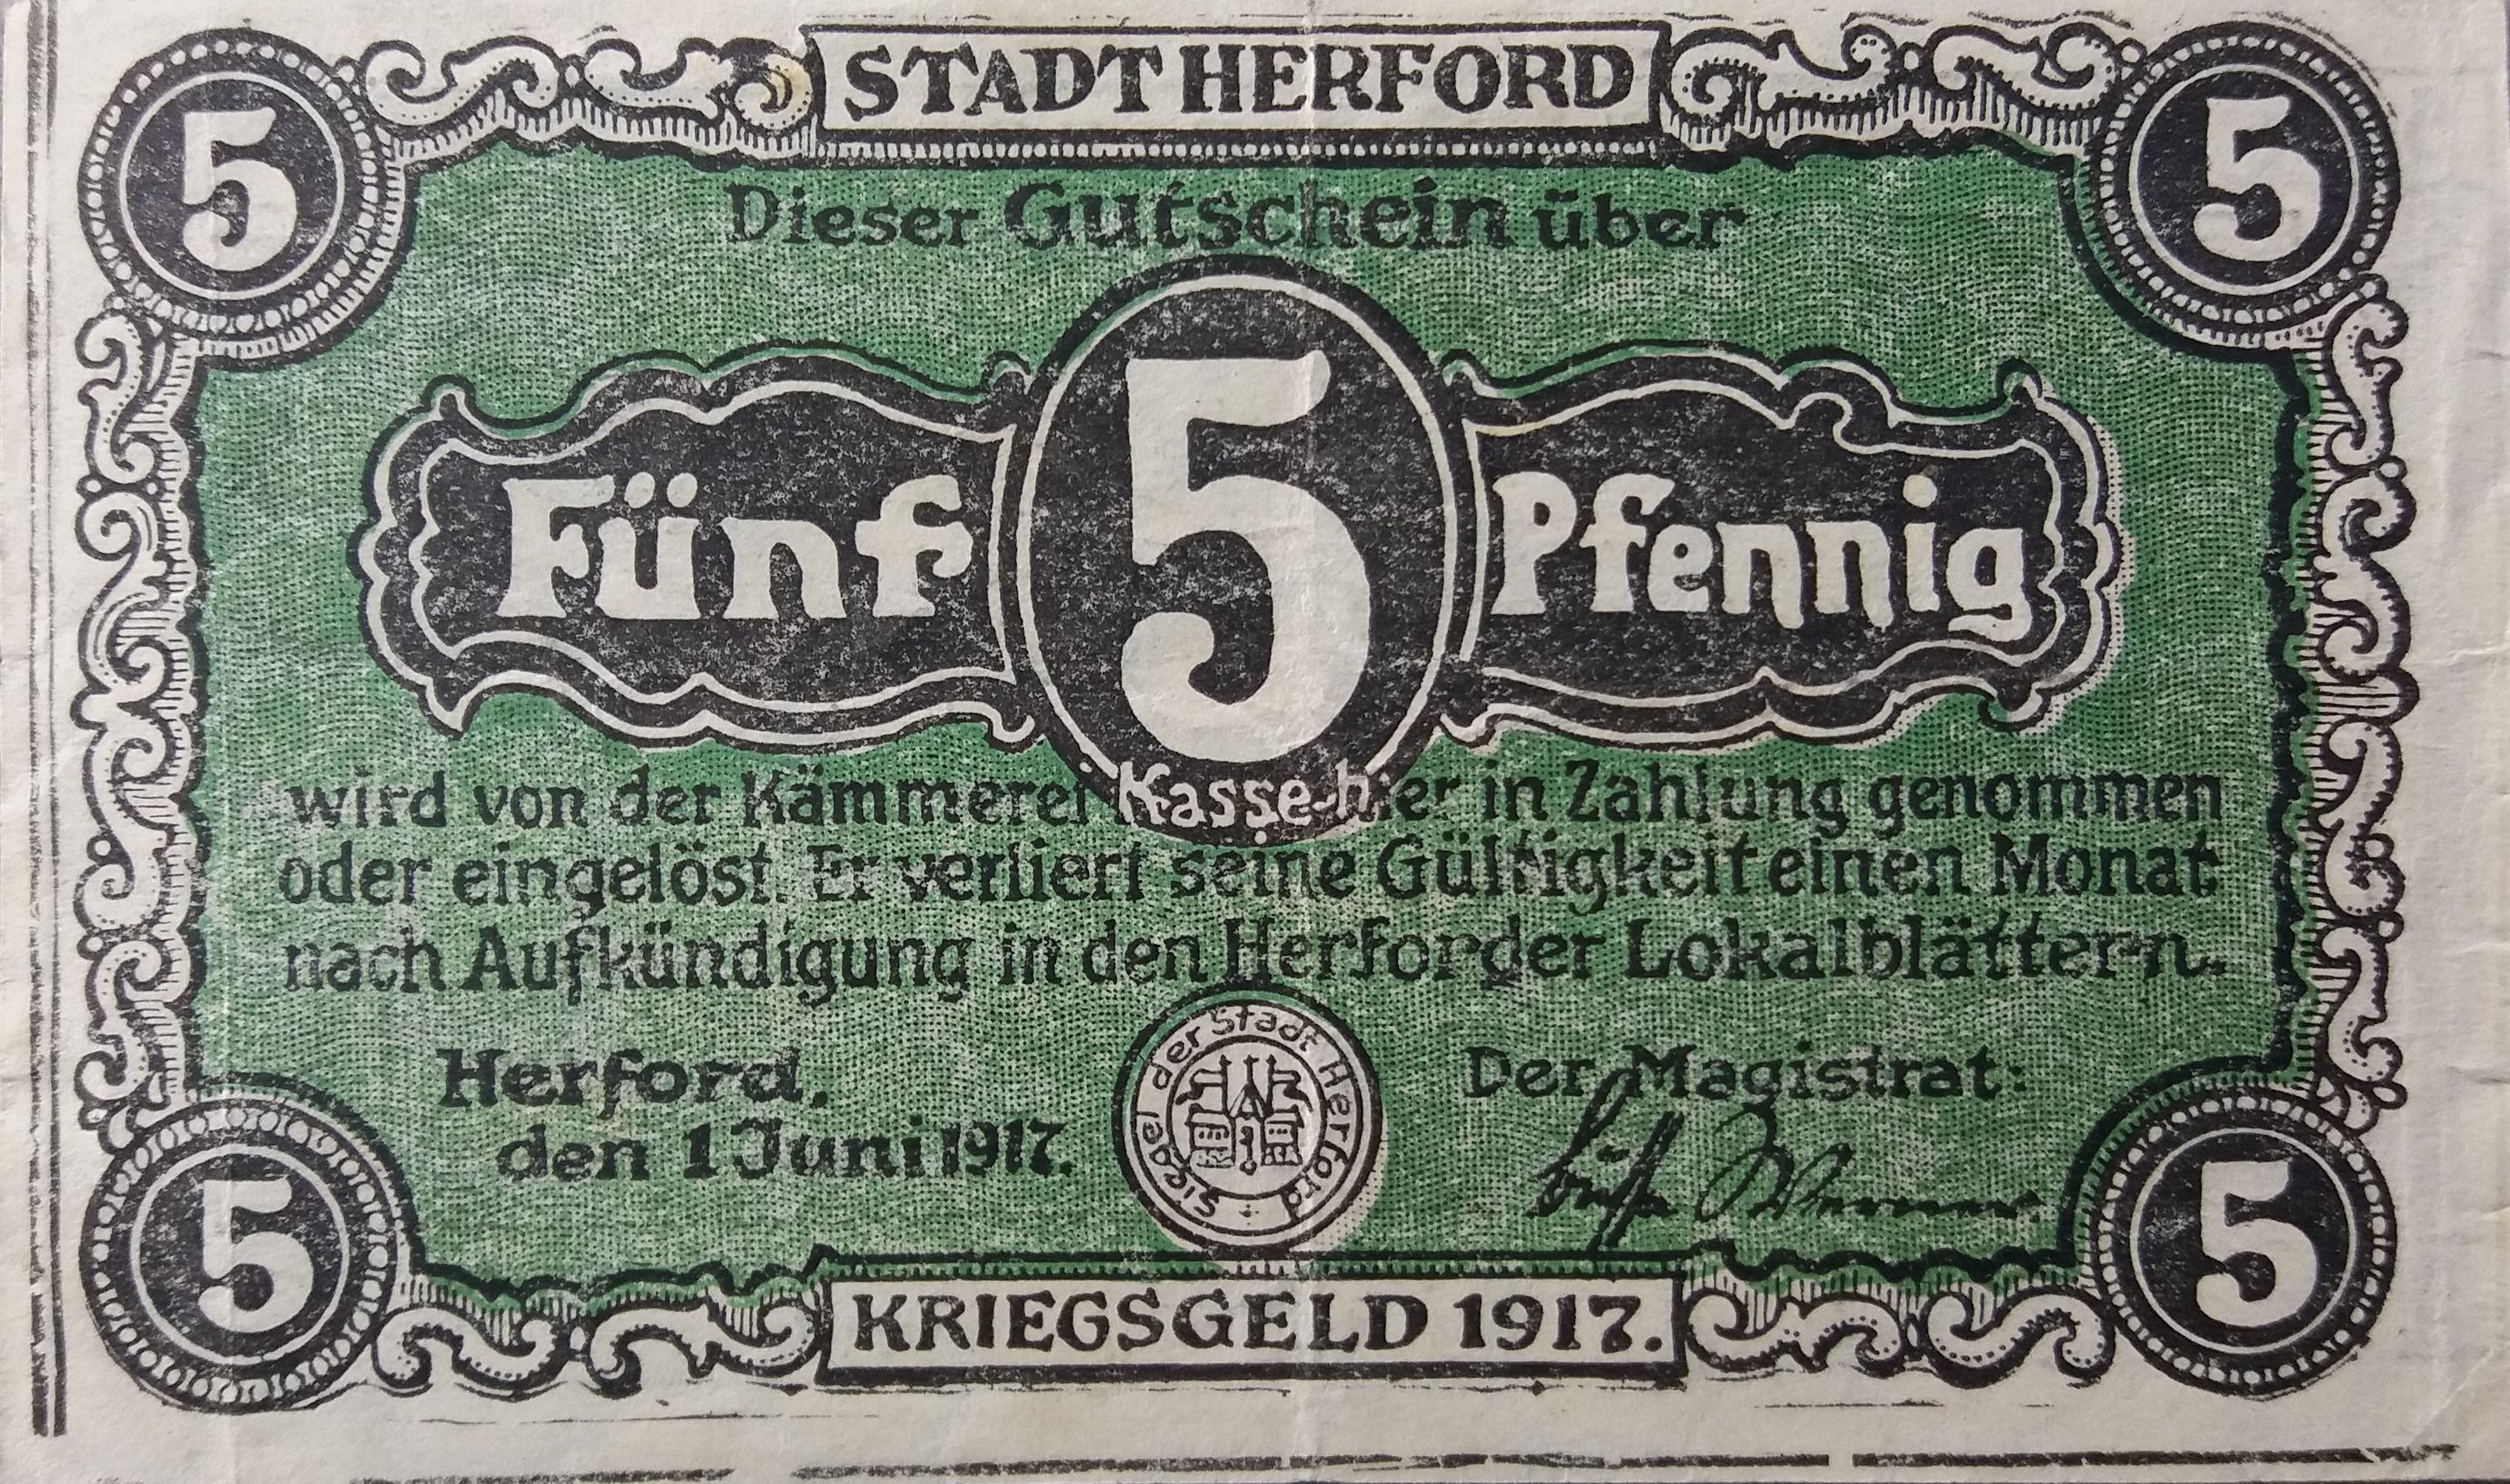 STADT HERFORD
5 5
Dieser Gutschein über
Fünf 5 Pfennig
wird von der Kämmerei Kasse-hier in Zahlung genommen
oder eingelöst. Er verliert seine Gültigkeit einen Monat
nach Aufkündigung in den Herforder Lokalblättern.
Herford,
den 1 Juni 1917.
Siegel der Stadt Herford
Der Magistrat:
5 5
KRIEGSGELD 1917.